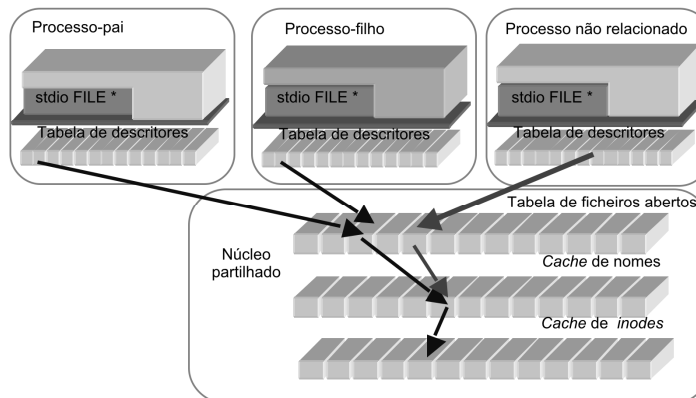 Processo-pai
Processo-filho
Processo não relacionado
stdio FILE *
stdio FILE *
stdio FILE *
Tabela de descritores
Tabela de descritores
Tabela de descritores
Tabela de ficheiros abertos
Núcleo
partilhado
Cache de nomes
Cache de inodes